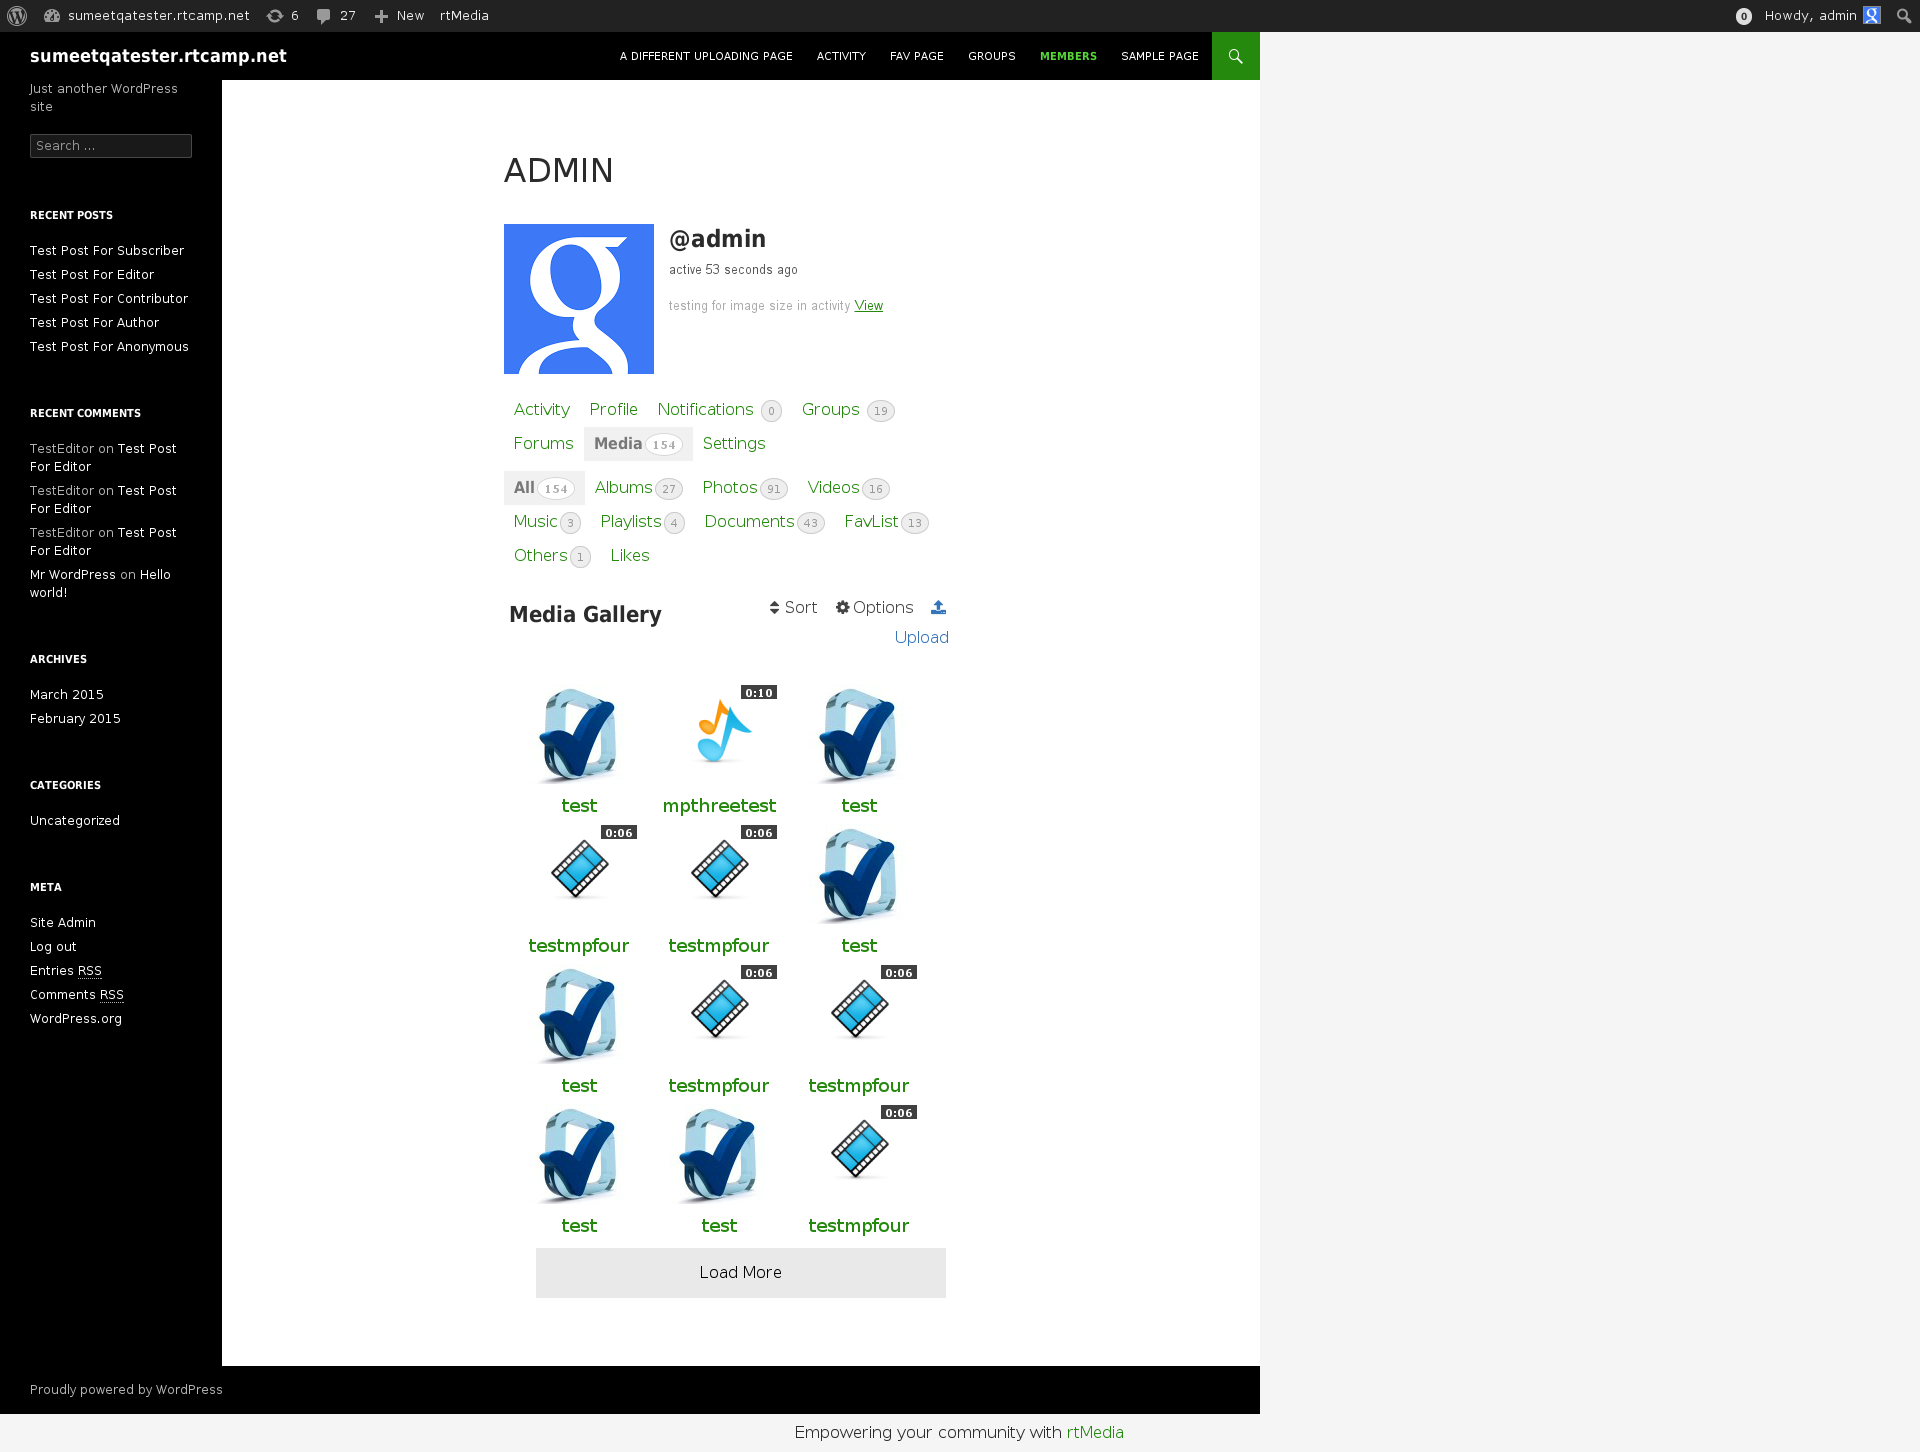 sumeetqatester.rtcamp.net 6 27 New rtMedia 0 Howdy, admin
sumeetqatester.rtcamp.net A DIFFERENT UPLOADING PAGE ACTIVITY FAV PAGE GROUPS MEMBERS SAMPLE PAGE
Just another WordPress
site
Search ...
RECENT POSTS
Test Post For Subscriber
Test Post For Editor
Test Post For Contributor
Test Post For Author
Test Post For Anonymous
RECENT COMMENTS
TestEditor on Test Post
For Editor
TestEditor on Test Post
For Editor
TestEditor on Test Post
For Editor
Mr WordPress on Hello
world!
ARCHIVES
March 2015
February 2015
CATEGORIES
Uncategorized
META
Site Admin
Log out
Entries RSS
Comments RSS
WordPress.org
ADMIN
@admin
active 53 seconds ago
testing for image size in activity View
Activity Profile Notifications 0 Groups 19
Forums Media 154 Settings
All 154 Albums 27 Photos 91 Videos 16
Music 3 Playlists 4 Documents 43 FavList 13
Others 1 Likes
Media Gallery Sort Options
Upload
0:10
test mpthreetest test
0:06 0:06
testmpfour testmpfour test
0:06 0:06
test testmpfour testmpfour
0:06
test test testmpfour
Load More
Proudly powered by WordPress
Empowering your community with rtMedia